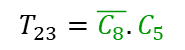 T₂₃ = C̅₈. C₅